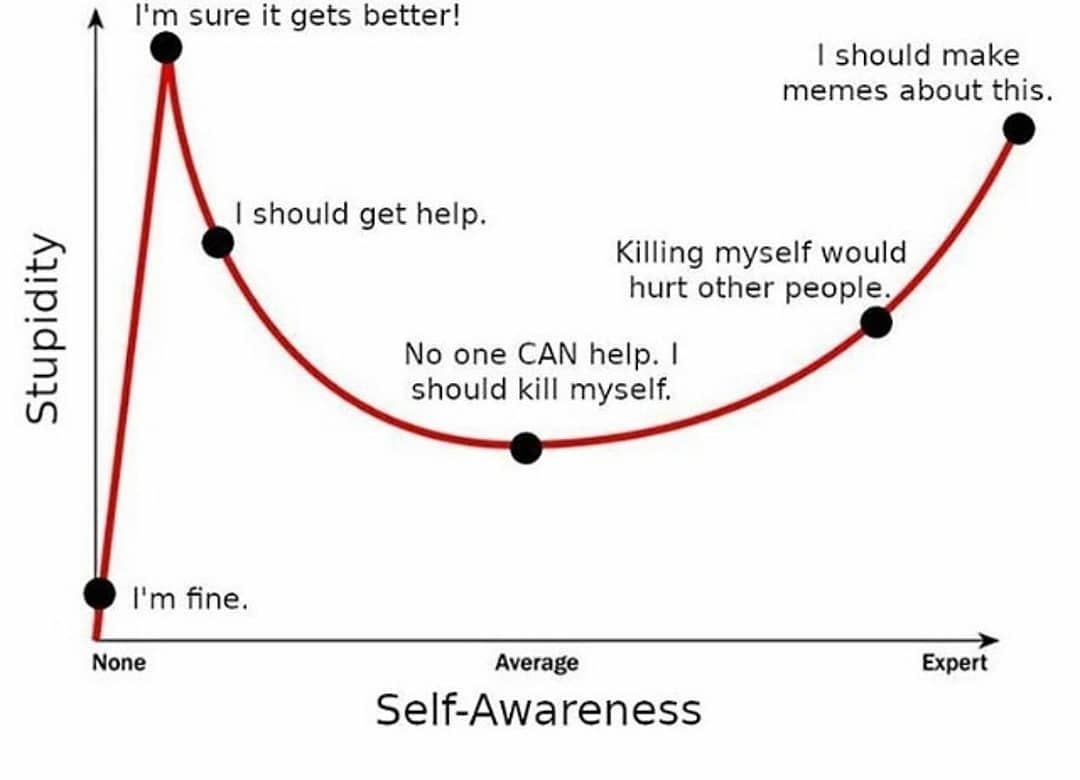 I'm sure it gets better!
I should make
memes about this.
I should get help.
Killing myself would
hurt other people.
No one CAN help. I
should kill myself.
I'm fine.
Stupidity
None
Average
Expert
Self-Awareness